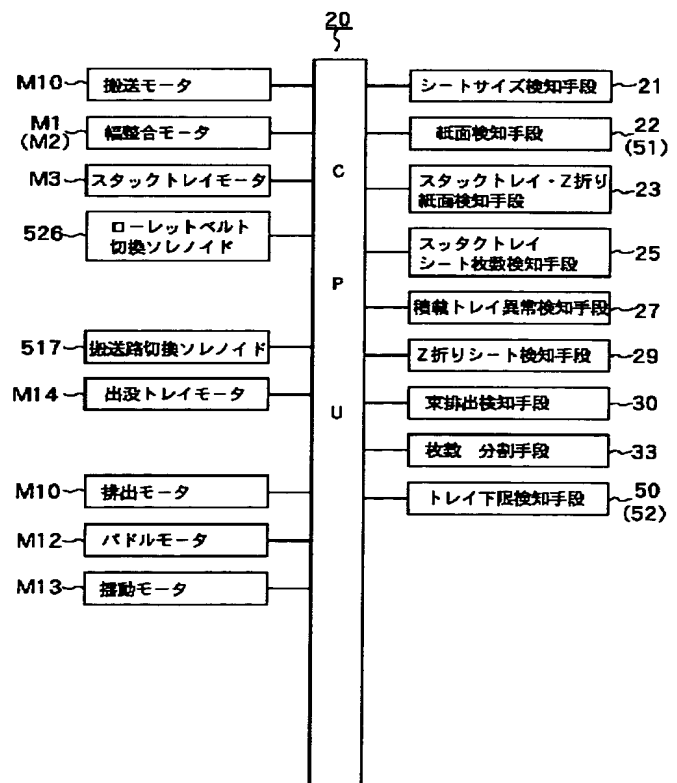 20
CPU
M10 搬送モータ
M1 (M2) 幅整合モータ
M3 スタックトレイモータ
526 ローレットベルト
切換ソレノイド
517 搬送路切換ソレノイド
M14 出没トレイモータ
M10 排出モータ
M12 パドルモータ
M13 揺動モータ
シートサイズ検知手段 21
紙面検知手段 22 (51)
スタックトレイ・Z折り
紙面検知手段 23
スッタクトレイ
シート枚数検知手段 25
積載トレイ異常検知手段 27
Z折りシート検知手段 29
束排出検知手段 30
枚数 分割手段 33
トレイ下限検知手段 50 (52)